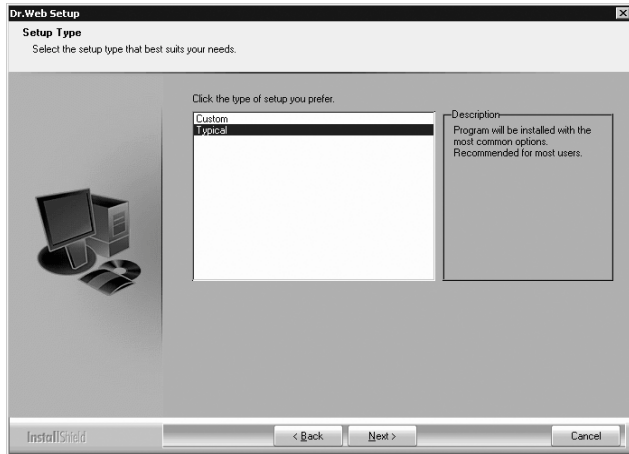 Dr.Web Setup
Setup Type
Select the setup type that best suits your needs.
Click the type of setup you prefer.
Custom
Typical
Description
Program will be installed with the
most common options.
Recommended for most users.
InstallShield
< Back
Next >
Cancel